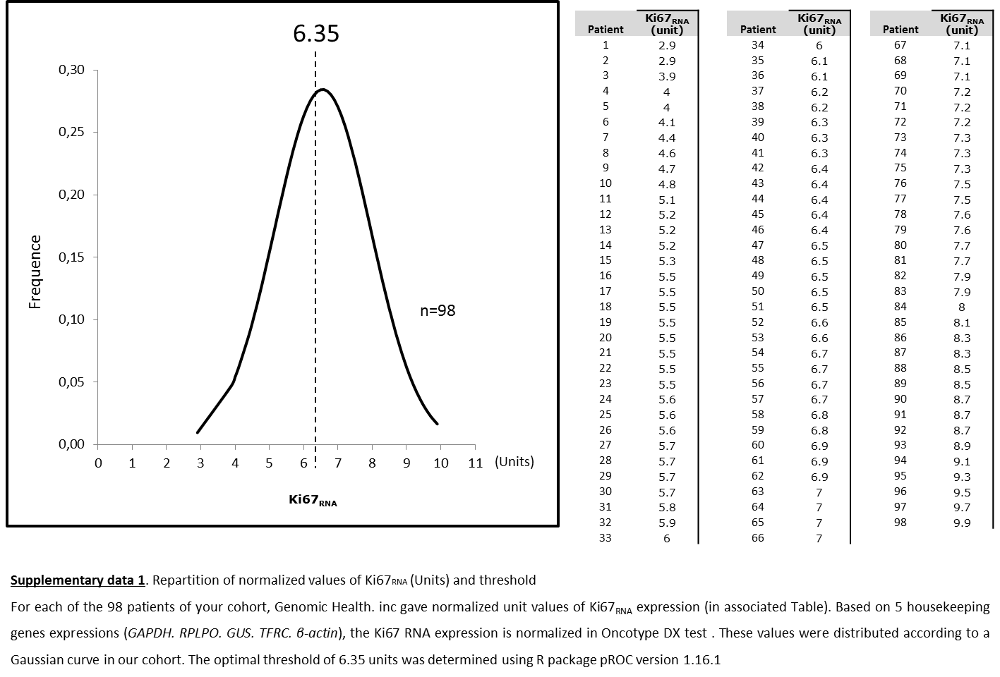 6.35
0,30
0,25
0,20
0,15
0,10
0,05
0,00
Frequence
n=98
0 1 2 3 4 5 6 7 8 9 10 11 (Units)
Ki67RNA
Patient Ki67RNA (unit) Patient Ki67RNA (unit) Patient Ki67RNA (unit)
1 2.9 34 6 67 7.1
2 2.9 35 6.1 68 7.1
3 3.9 36 6.1 69 7.1
4 4 37 6.2 70 7.2
5 4 38 6.2 71 7.2
6 4.1 39 6.3 72 7.2
7 4.4 40 6.3 73 7.3
8 4.6 41 6.3 74 7.3
9 4.7 42 6.4 75 7.3
10 4.8 43 6.4 76 7.5
11 5.1 44 6.4 77 7.5
12 5.2 45 6.4 78 7.6
13 5.2 46 6.4 79 7.6
14 5.2 47 6.5 80 7.7
15 5.3 48 6.5 81 7.7
16 5.5 49 6.5 82 7.9
17 5.5 50 6.5 83 7.9
18 5.5 51 6.5 84 8
19 5.5 52 6.6 85 8.1
20 5.5 53 6.6 86 8.3
21 5.5 54 6.7 87 8.3
22 5.5 55 6.7 88 8.5
23 5.5 56 6.7 89 8.5
24 5.6 57 6.7 90 8.7
25 5.6 58 6.8 91 8.7
26 5.6 59 6.8 92 8.7
27 5.7 60 6.9 93 8.9
28 5.7 61 6.9 94 9.1
29 5.7 62 6.9 95 9.3
30 5.7 63 7 96 9.5
31 5.8 64 7 97 9.7
32 5.9 65 7 98 9.9
33 6 66 7
Supplementary data 1. Repartition of normalized values of Ki67RNA (Units) and threshold
For each of the 98 patients of your cohort, Genomic Health. inc gave normalized unit values of Ki67RNA expression (in associated Table). Based on 5 housekeeping
genes expressions (GAPDH. RPLPO. GUS. TFRC. β-actin), the Ki67 RNA expression is normalized in Oncotype DX test . These values were distributed according to a
Gaussian curve in our cohort. The optimal threshold of 6.35 units was determined using R package pROC version 1.16.1